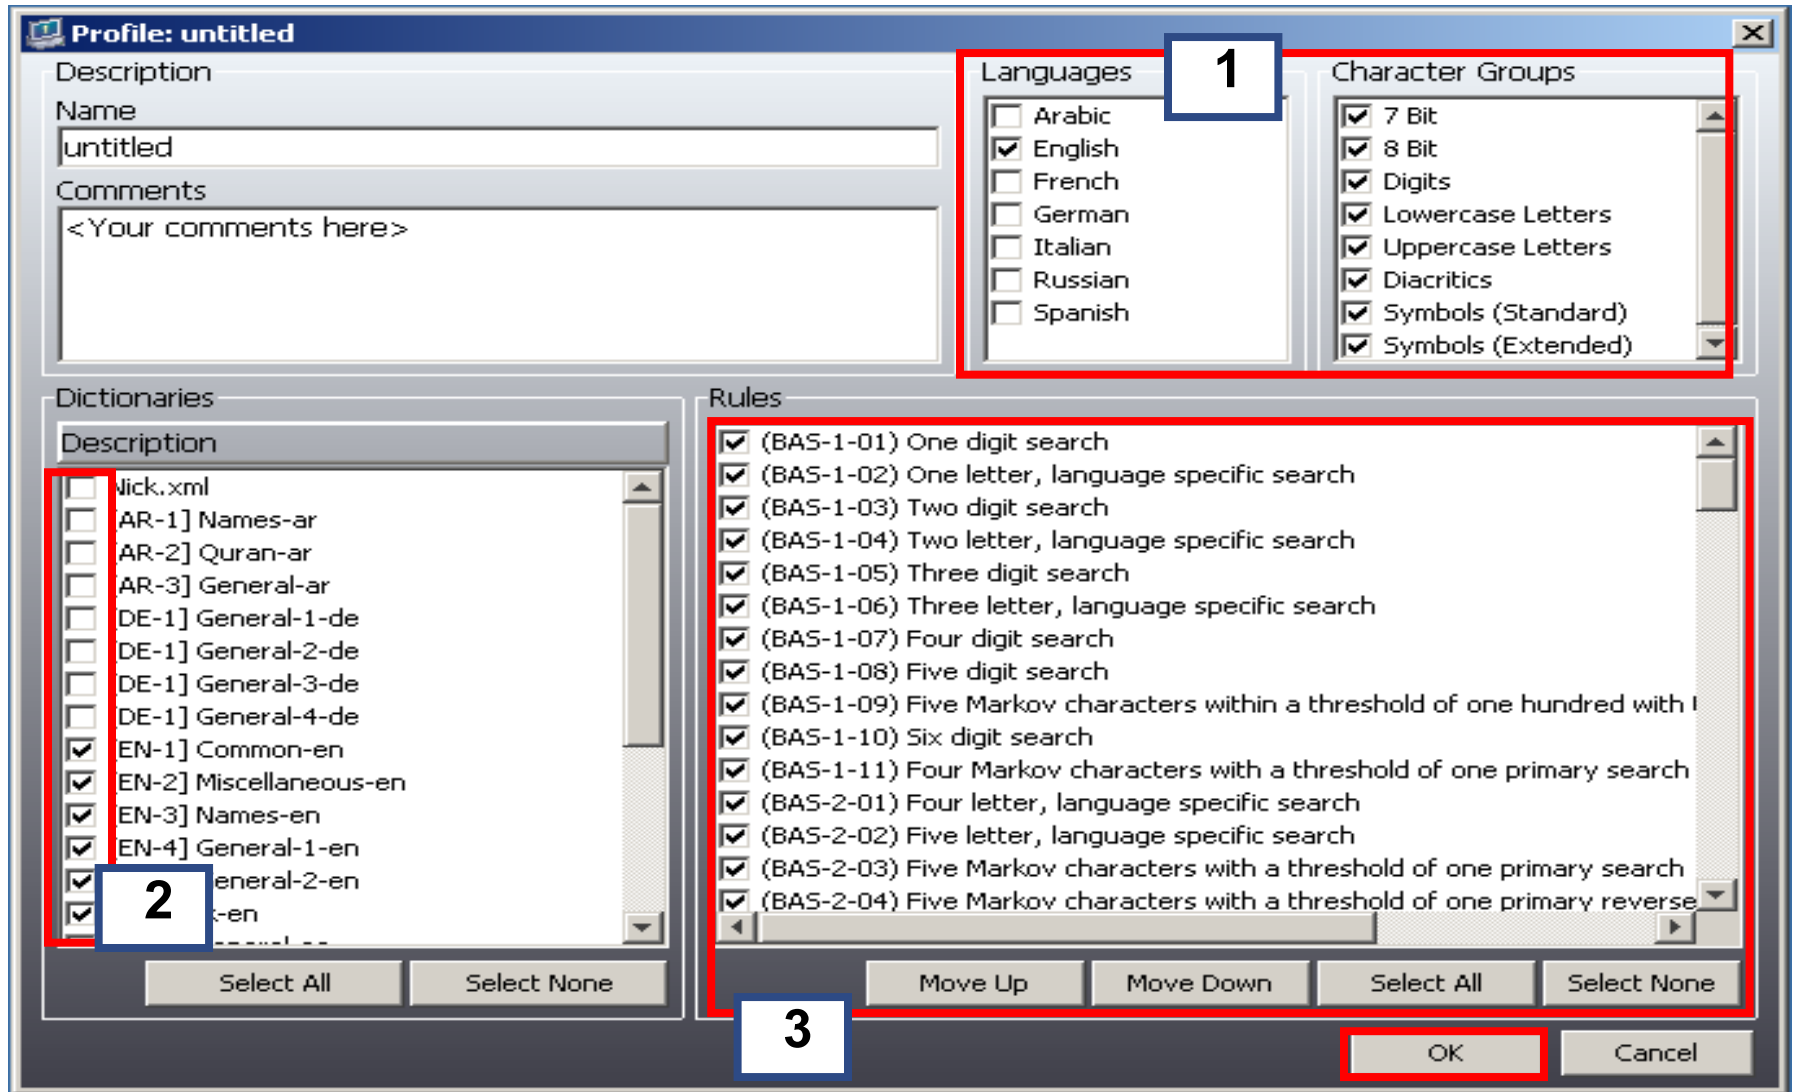 Profile: untitled
Description
Name
untitled
Comments
<Your comments here>
Languages
Arabic
English
French
German
Italian
Russian
Spanish
1
Character Groups
7 Bit
8 Bit
Digits
Lowercase Letters
Uppercase Letters
Diacritics
Symbols (Standard)
Symbols (Extended)
Dictionaries
Description
Nick.xml
[AR-1] Names-ar
[AR-2] Quran-ar
[AR-3] General-ar
[DE-1] General-1-de
[DE-1] General-2-de
[DE-1] General-3-de
[DE-1] General-4-de
[EN-1] Common-en
[EN-2] Miscellaneous-en
[EN-3] Names-en
[EN-4] General-1-en
eneral-2-en
-en
2
Select All
Select None
Rules
(BAS-1-01) One digit search
(BAS-1-02) One letter, language specific search
(BAS-1-03) Two digit search
(BAS-1-04) Two letter, language specific search
(BAS-1-05) Three digit search
(BAS-1-06) Three letter, language specific search
(BAS-1-07) Four digit search
(BAS-1-08) Five digit search
(BAS-1-09) Five Markov characters within a threshold of one hundred with
(BAS-1-10) Six digit search
(BAS-1-11) Four Markov characters with a threshold of one primary search
(BAS-2-01) Four letter, language specific search
(BAS-2-02) Five letter, language specific search
(BAS-2-03) Five Markov characters with a threshold of one primary search
(BAS-2-04) Five Markov characters with a threshold of one primary reverse
Move Up
Move Down
Select All
Select None
3
OK
Cancel